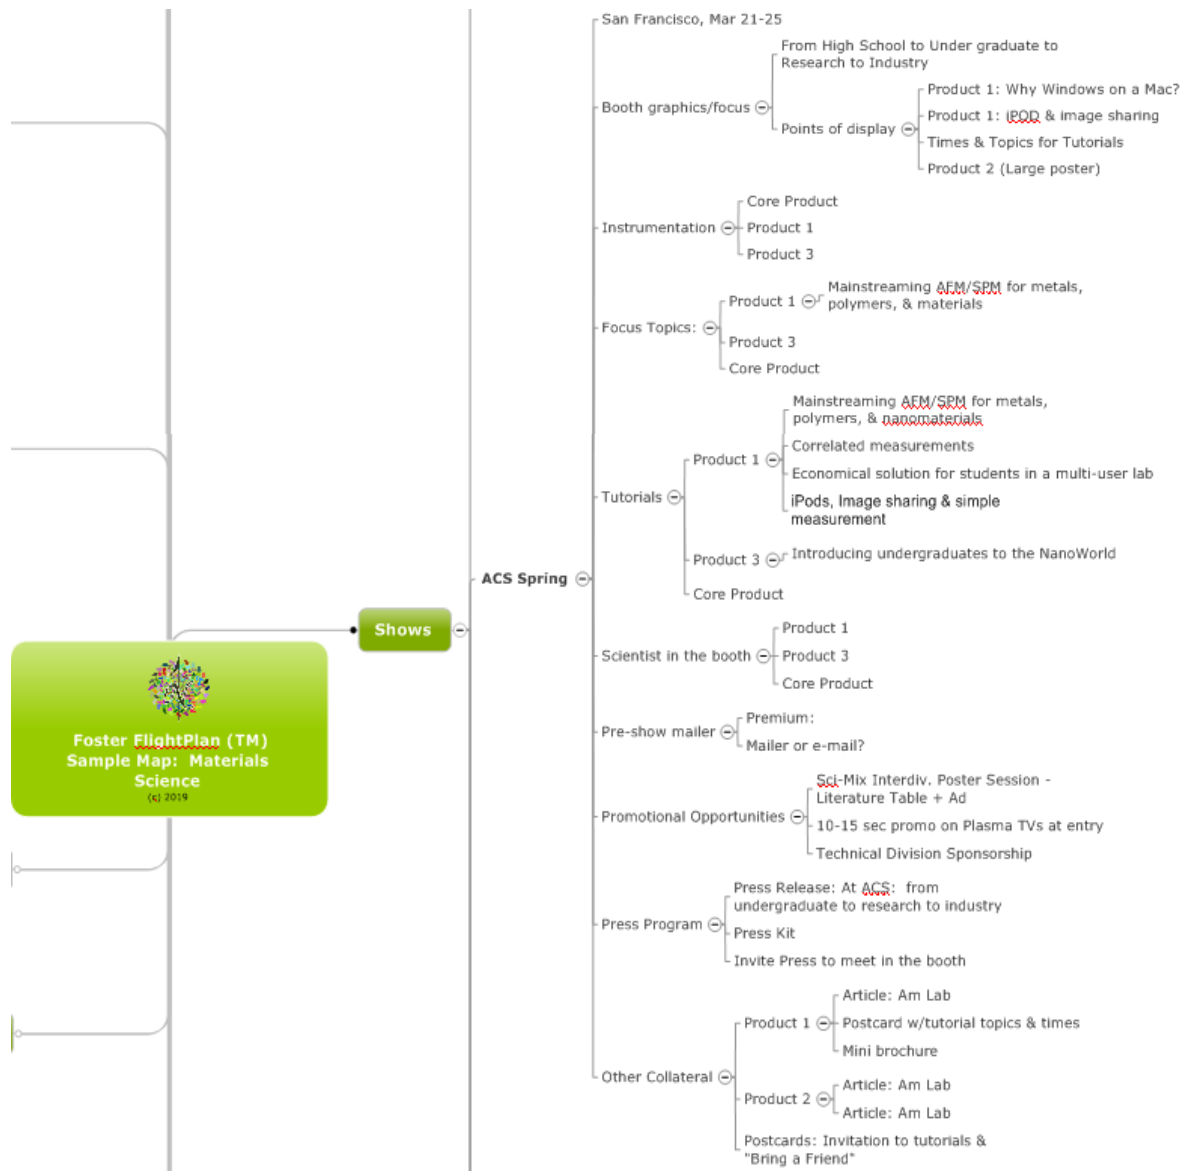 San Francisco, Mar 21-25
From High School to Under graduate to
Research to Industry
Booth graphics/focus
Points of display
Product 1: Why Windows on a Mac?
Product 1: iPOD & image sharing
Times & Topics for Tutorials
Product 2 (Large poster)
Instrumentation
Core Product
Product 1
Product 3
Focus Topics:
Product 1
Mainstreaming AFM/SPM for metals,
polymers, & materials
Product 3
Core Product
Tutorials
Product 1
Mainstreaming AFM/SPM for metals,
polymers, & nanomaterials
Correlated measurements
Economical solution for students in a multi-user lab
iPods, Image sharing & simple
measurement
Product 3
Introducing undergraduates to the NanoWorld
Core Product
ACS Spring
Shows
Foster FlightPlan (TM)
Sample Map: Materials
Science
(c) 2019
Scientist in the booth
Product 1
Product 3
Core Product
Pre-show mailer
Premium:
Mailer or e-mail?
Promotional Opportunities
Sci-Mix Interdiv. Poster Session -
Literature Table + Ad
10-15 sec promo on Plasma TVs at entry
Technical Division Sponsorship
Press Program
Press Release: At ACS: from
undergraduate to research to industry
Press Kit
Invite Press to meet in the booth
Other Collateral
Product 1
Article: Am Lab
Postcard w/tutorial topics & times
Mini brochure
Product 2
Article: Am Lab
Article: Am Lab
Postcards: Invitation to tutorials &
"Bring a Friend"